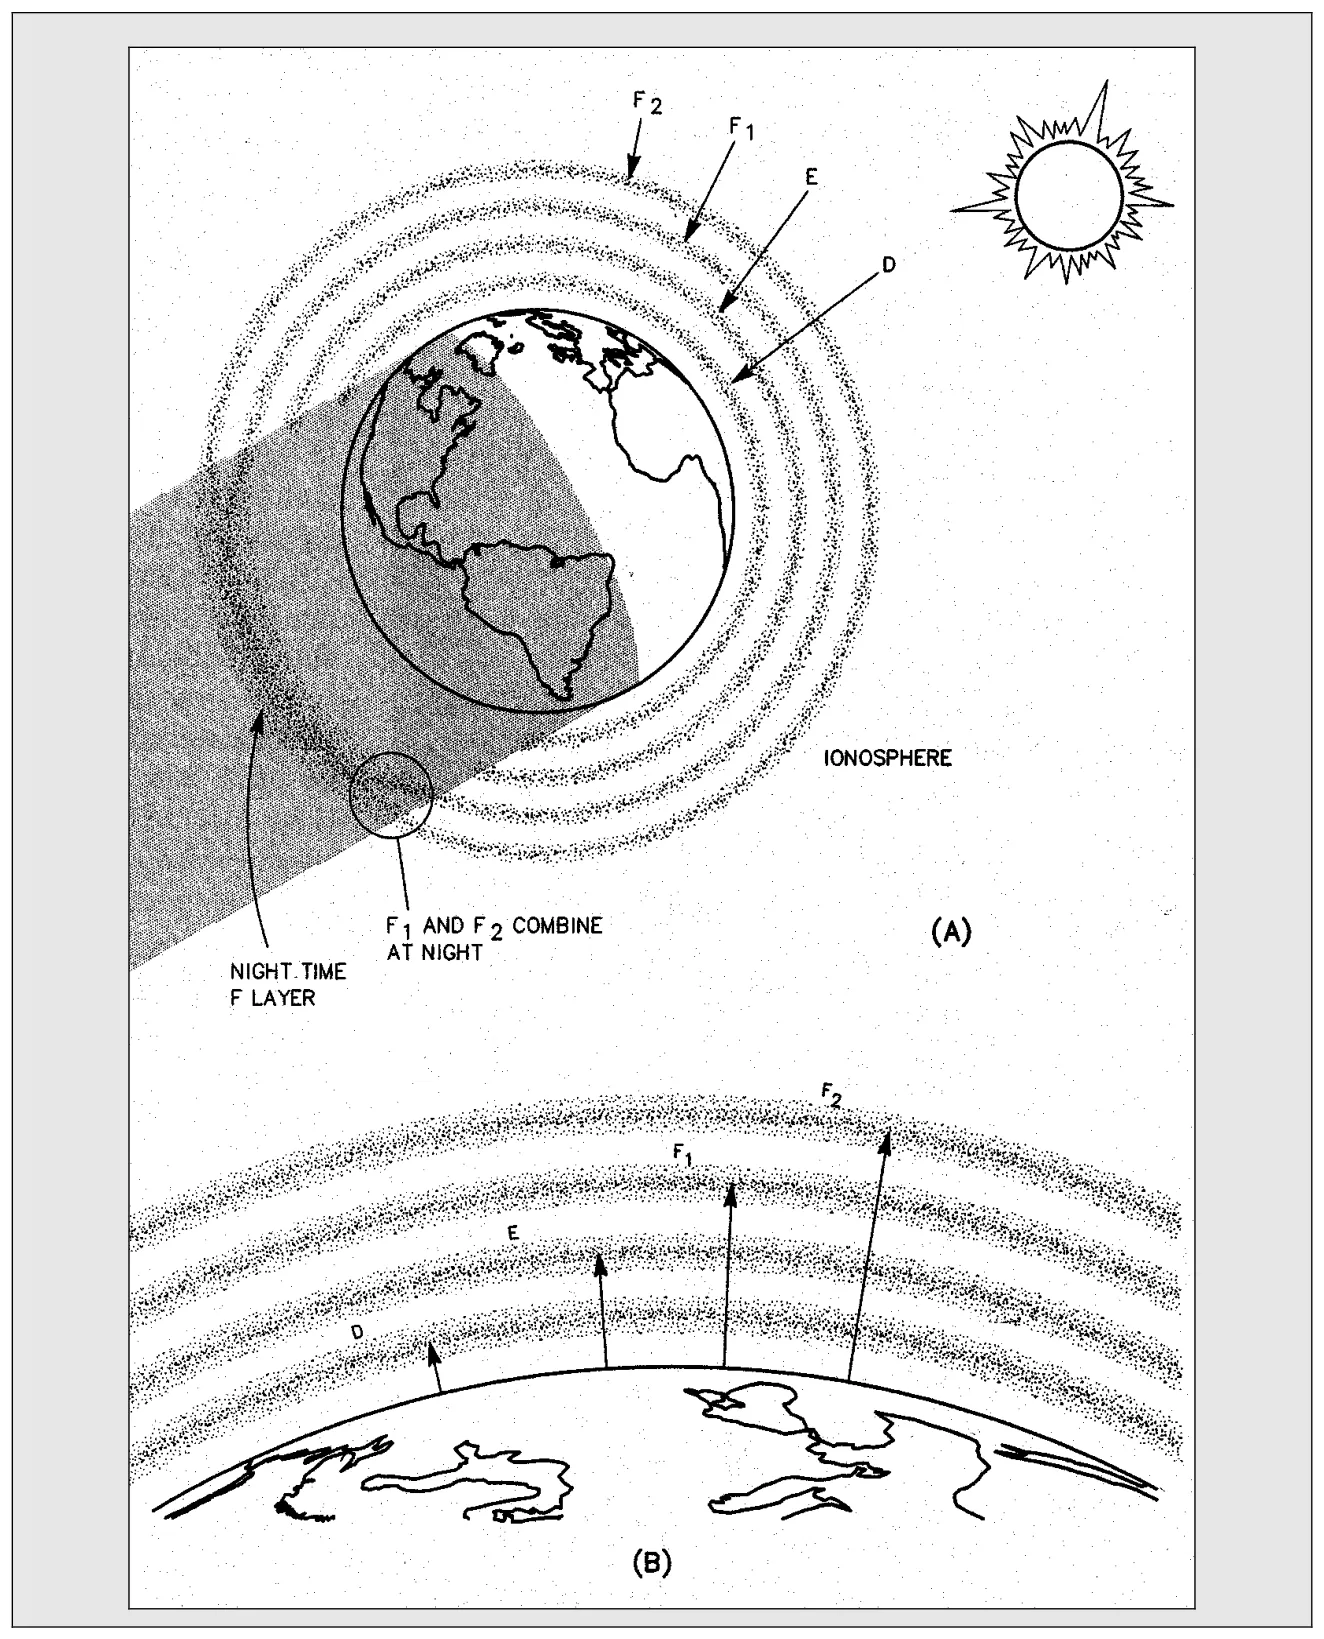 F2
F1
E
D
IONOSPHERE
F1 AND F2 COMBINE
AT NIGHT
(A)
NIGHT-TIME
F LAYER
F2
F1
E
D
(B)